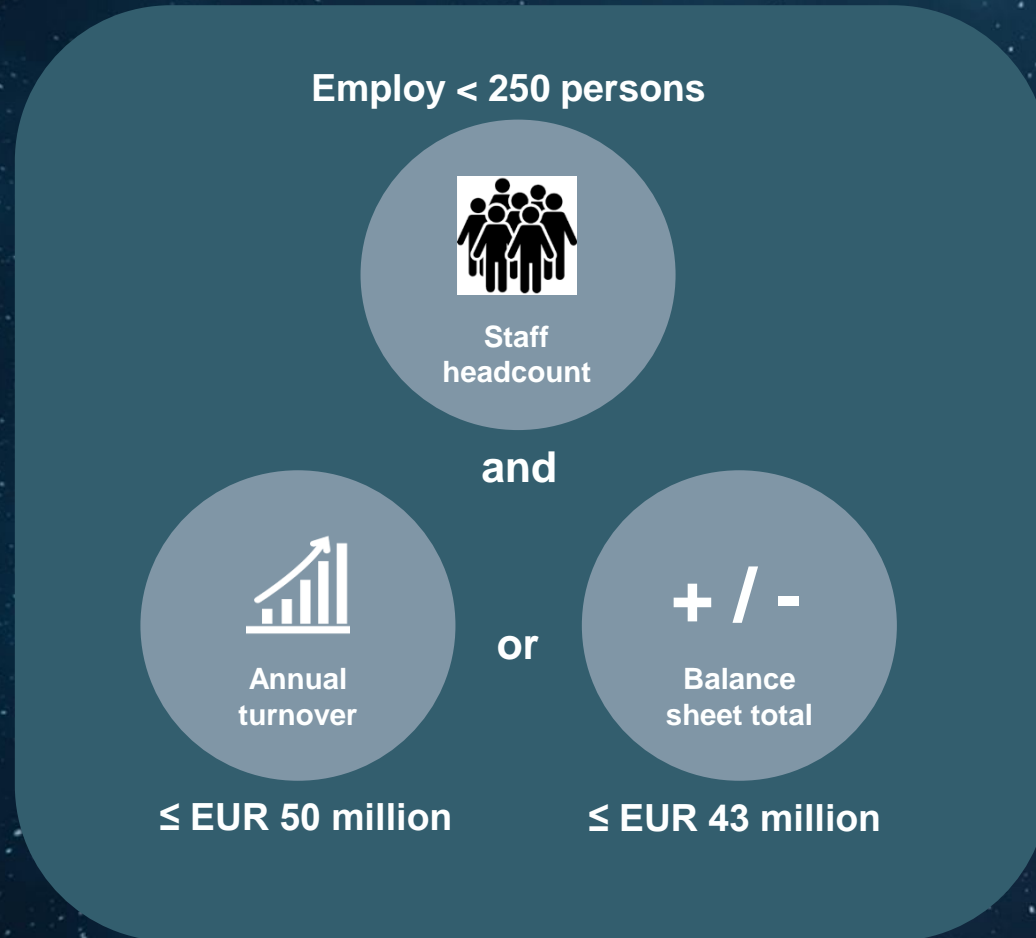 Employ < 250 persons
Staff
headcount
and
Annual
turnover
or
+ / -
Balance
sheet total
≤ EUR 50 million
≤ EUR 43 million